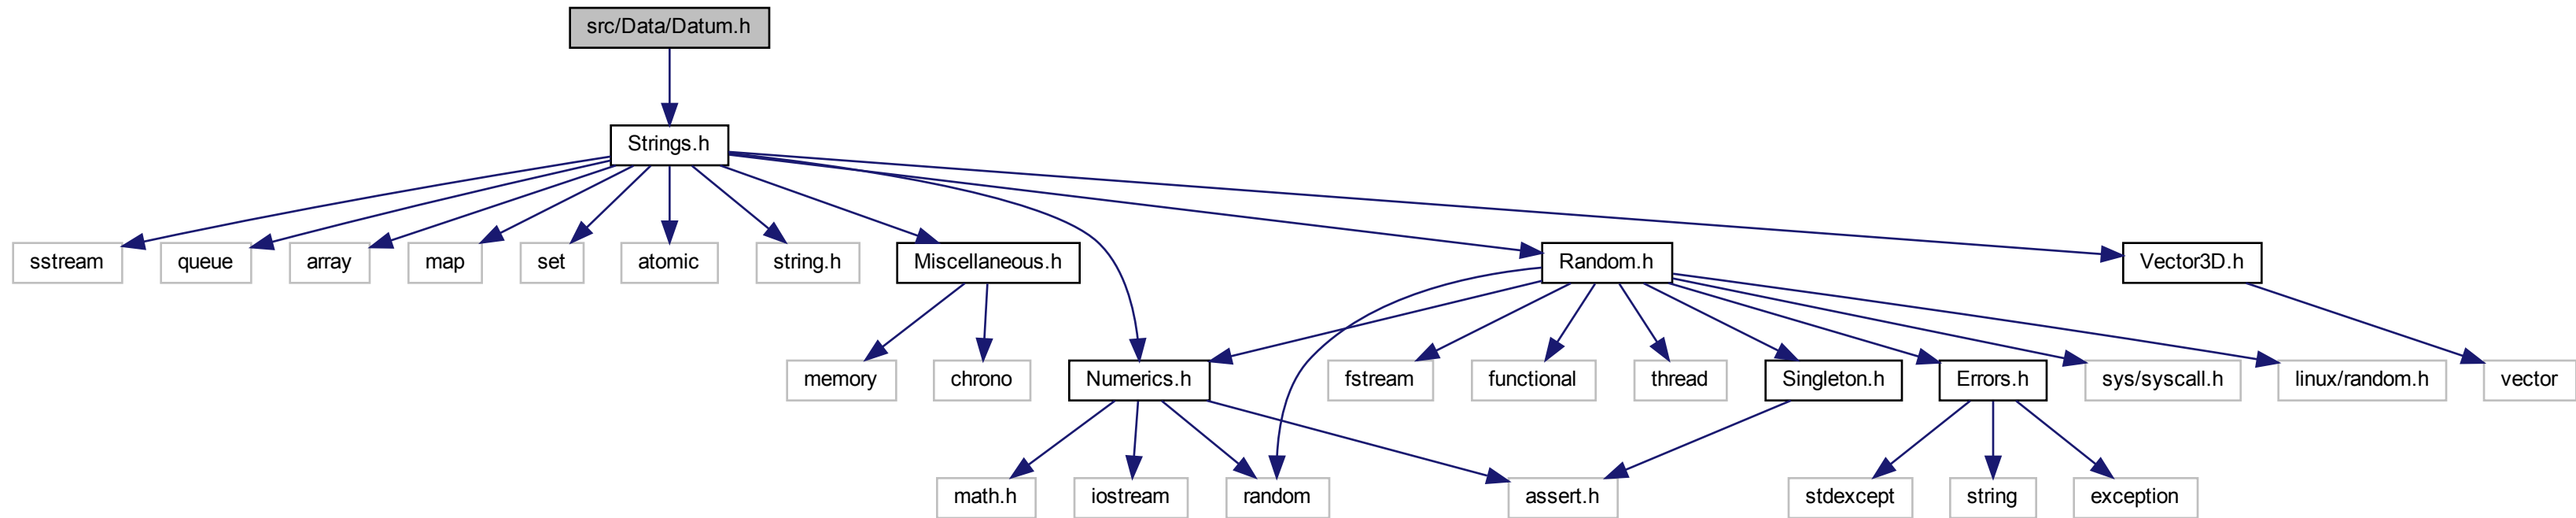 src/Data/Datum.h
Strings.h
sstream
queue
array
map
set
atomic
string.h
Miscellaneous.h
Random.h
Vector3D.h
memory
chrono
Numerics.h
fstream
functional
thread
Singleton.h
Errors.h
sys/syscall.h
linux/random.h
vector
math.h
iostream
random
assert.h
stdexcept
string
exception